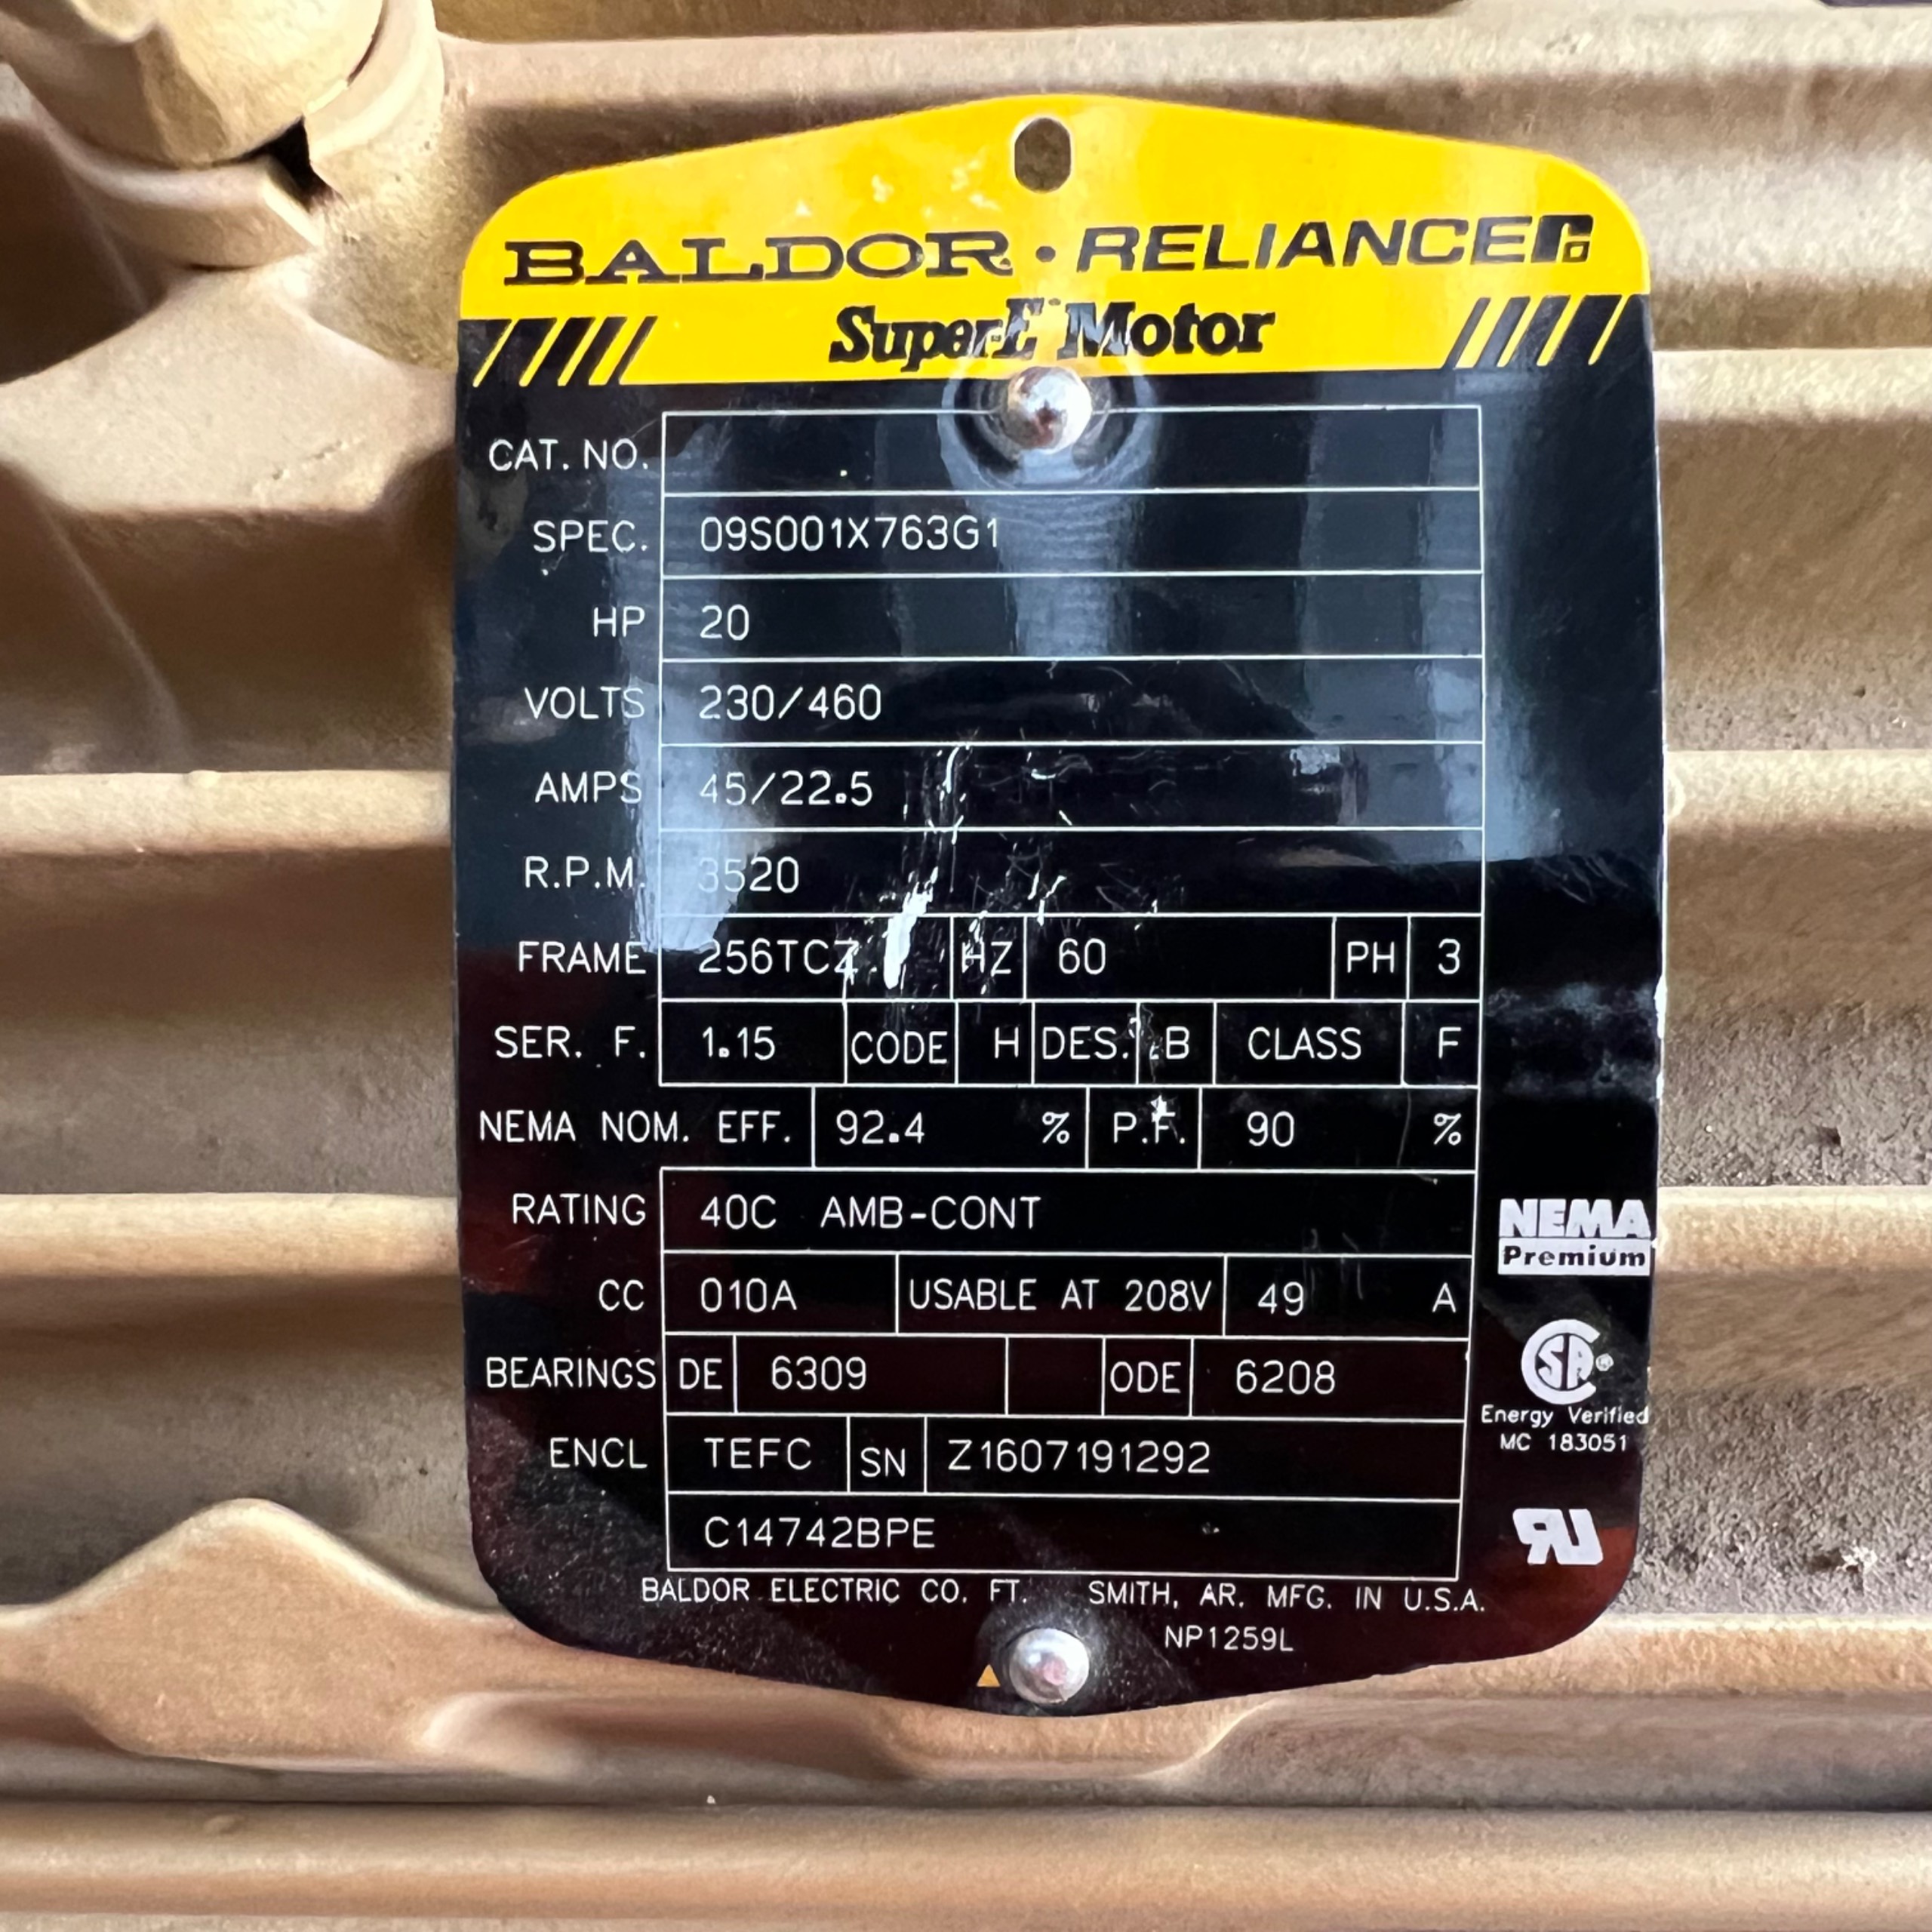 BALDOR · RELIANCE
Super-E Motor
CAT. NO.
SPEC. 09S001X763G1
HP 20
VOLTS 230/460
AMPS 45/22.5
R.P.M. 3520
FRAME 256TCZ HZ 60 PH 3
SER. F. 1.15 CODE H DES. B CLASS F
NEMA NOM. EFF. 92.4 % P.F. 90 %
RATING 40C AMB-CONT
CC 010A USABLE AT 208V 49 A
BEARINGS DE 6309 ODE 6208
ENCL TEFC SN Z1607191292
C14742BPE
NEMA
Premium
SA®
Energy Verified
MC 183051
BALDOR ELECTRIC CO. FT. SMITH, AR. MFG. IN U.S.A.
NP1259L